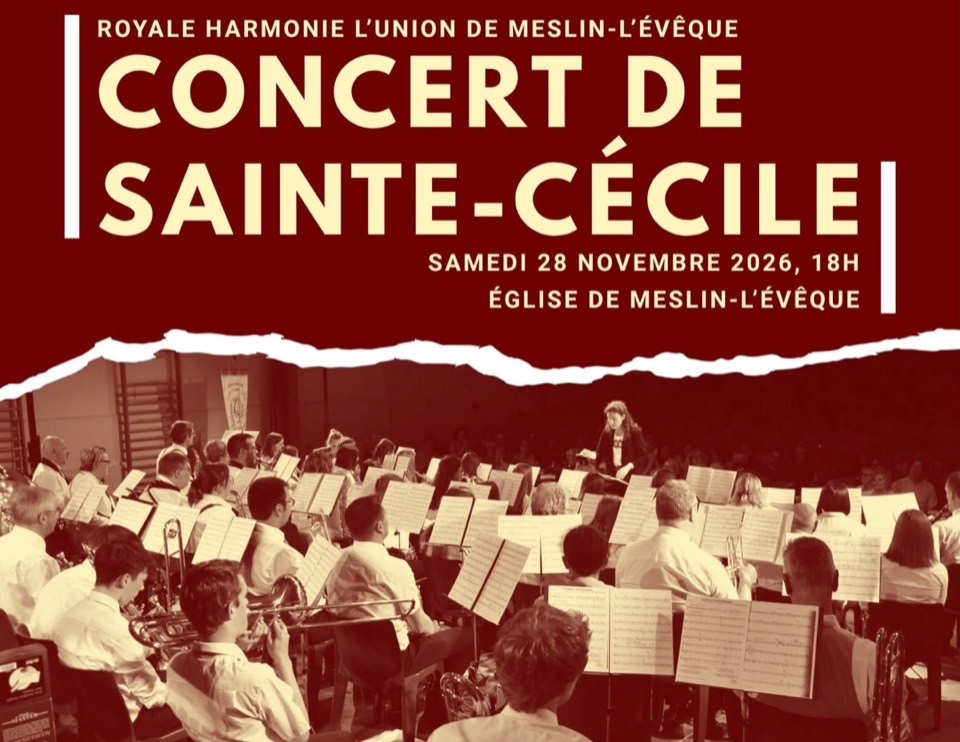 ROYALE HARMONIE L’UNION DE MESLIN-L’ÉVÊQUE
CONCERT DE
SAINTE-CÉCILE
SAMEDI 28 NOVEMBRE 2026, 18H
ÉGLISE DE MESLIN-L’ÉVÊQUE